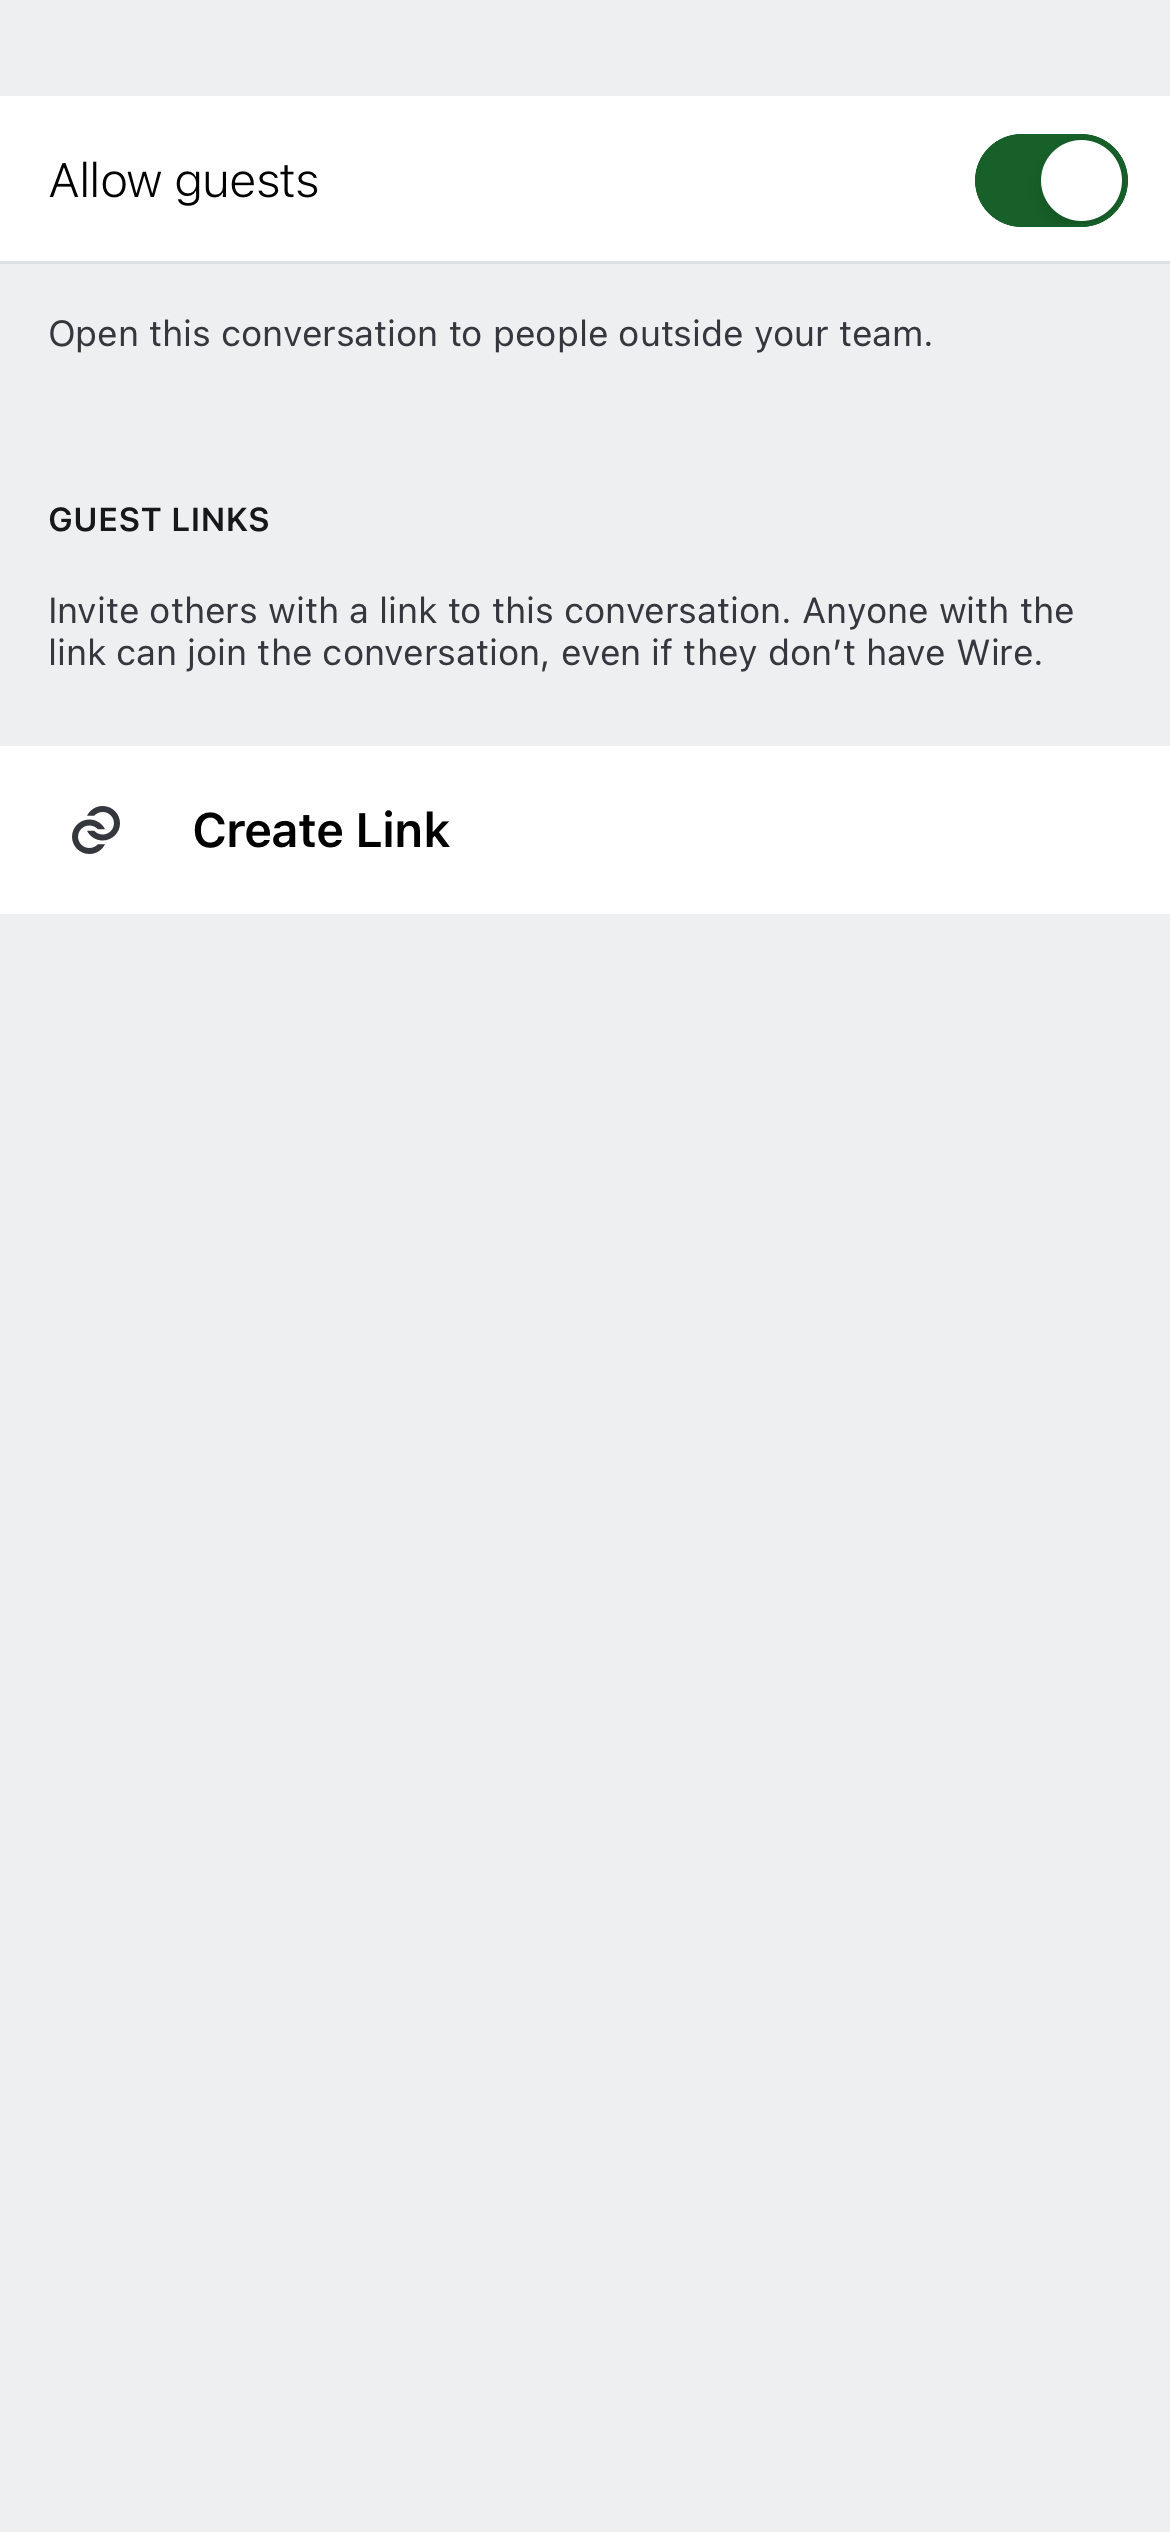 Allow guests
Open this conversation to people outside your team.
GUEST LINKS
Invite others with a link to this conversation. Anyone with the
link can join the conversation, even if they don’t have Wire.
Create Link